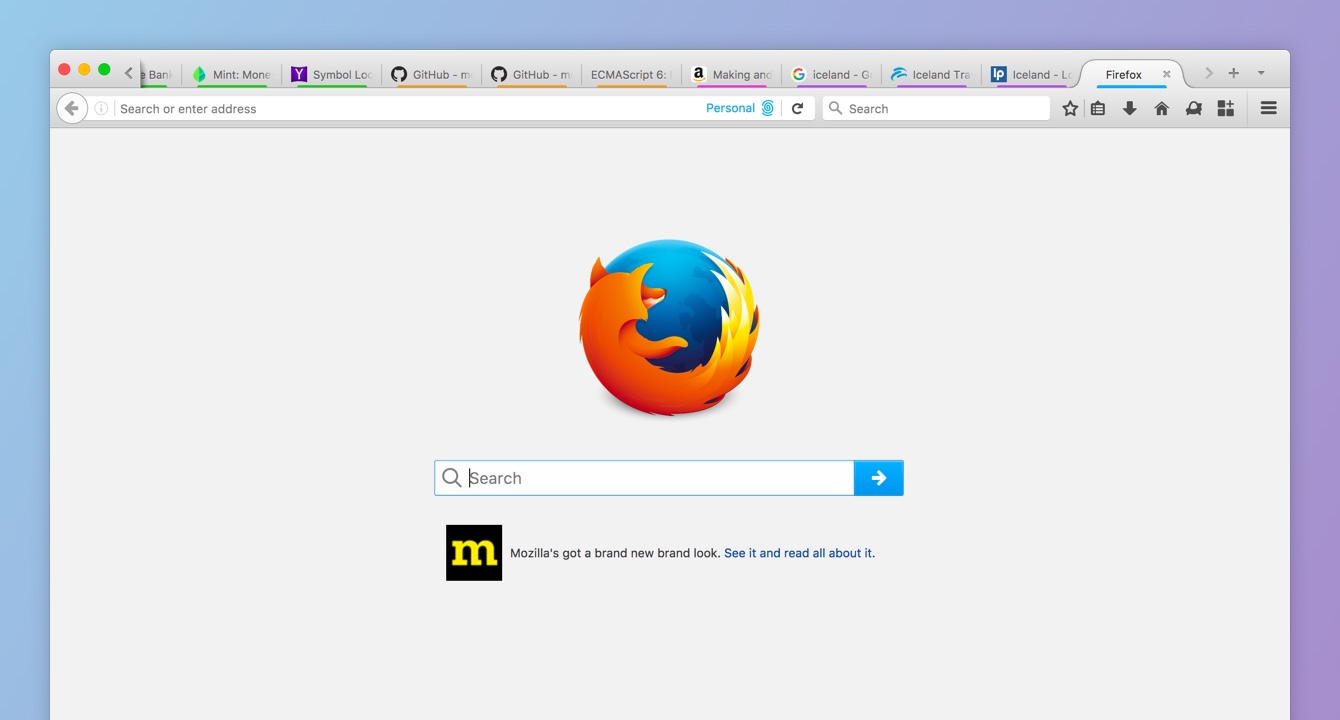 e Bank
Mint: Mone
Symbol Loo
GitHub - m
GitHub - m
ECMAScript 6:
Making and
iceland - G
Iceland Tra
lp
Iceland - Lo
Firefox
Search or enter address
Personal
Search
Search
m
Mozilla's got a brand new brand look. See it and read all about it.